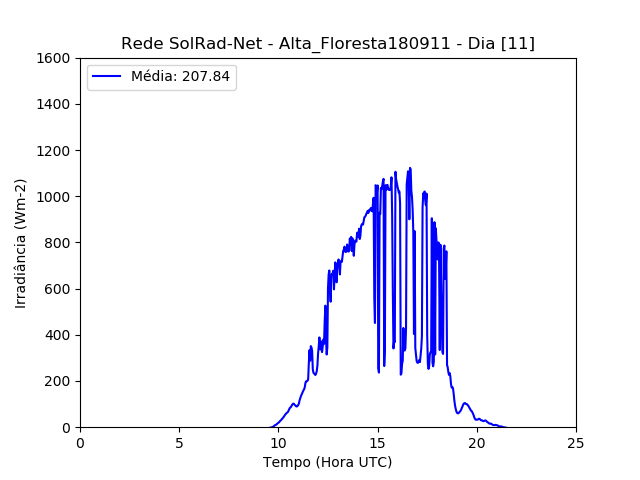 Rede SolRad-Net - Alta_Floresta180911 - Dia [11]
Média: 207.84
Irradiância (Wm-2)
1600
1400
1200
1000
800
600
400
200
0
0 5 10 15 20 25
Tempo (Hora UTC)